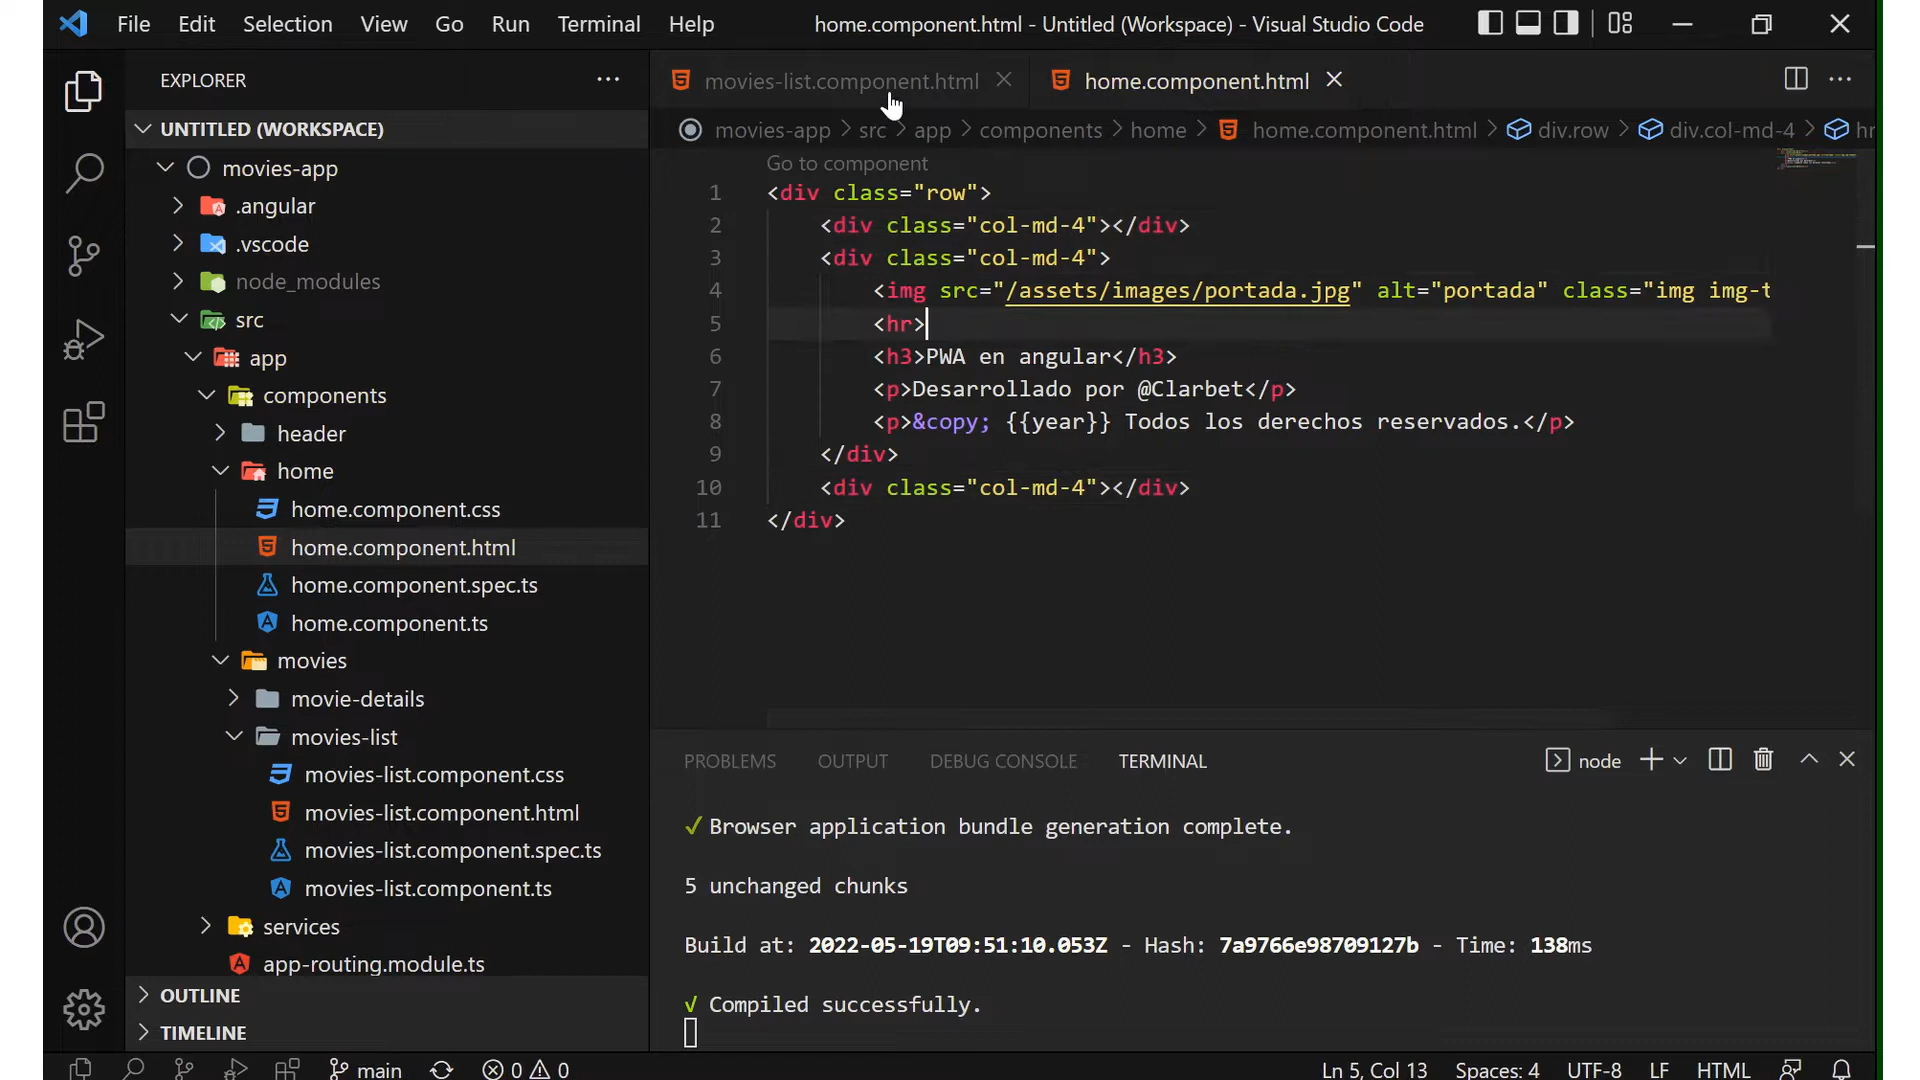 File Edit Selection View Go Run Terminal Help home.component.html - Untitled (Workspace) - Visual Studio Code
EXPLORER
UNTITLED (WORKSPACE)
movies-app
.angular
.vscode
node_modules
src
app
components
header
home
home.component.css
home.component.html
home.component.spec.ts
home.component.ts
movies
movie-details
movies-list
movies-list.component.css
movies-list.component.html
movies-list.component.spec.ts
movies-list.component.ts
services
app-routing.module.ts
OUTLINE
TIMELINE
movies-list.component.html home.component.html
movies-app > src > app > components > home > home.component.html > div.row > div.col-md-4 > hr
Go to component
1 <div class="row">
2 <div class="col-md-4"></div>
3 <div class="col-md-4">
4 <img src="/assets/images/portada.jpg" alt="portada" class="img img-t
5 <hr>
6 <h3>PWA en angular</h3>
7 <p>Desarrollado por @Clarbet</p>
8 <p>&copy; {{year}} Todos los derechos reservados.</p>
9 </div>
10 <div class="col-md-4"></div>
11 </div>
PROBLEMS OUTPUT DEBUG CONSOLE TERMINAL node
√ Browser application bundle generation complete.
5 unchanged chunks
Build at: 2022-05-19T09:51:10.053Z - Hash: 7a9766e98709127b - Time: 138ms
√ Compiled successfully.
main 0 0 Ln 5, Col 13 Spaces: 4 UTF-8 LF HTML